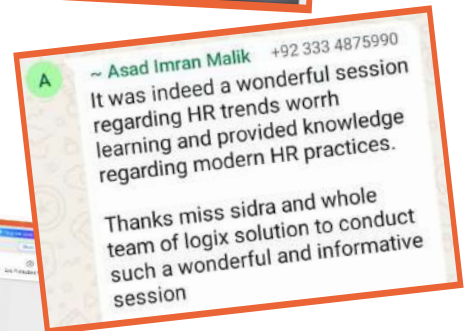 A
~ Asad Imran Malik +92 333 4875990
It was indeed a wonderful session
regarding HR trends worrh
learning and provided knowledge
regarding modern HR practices.
Thanks miss sidra and whole
team of logix solution to conduct
such a wonderful and informative
session